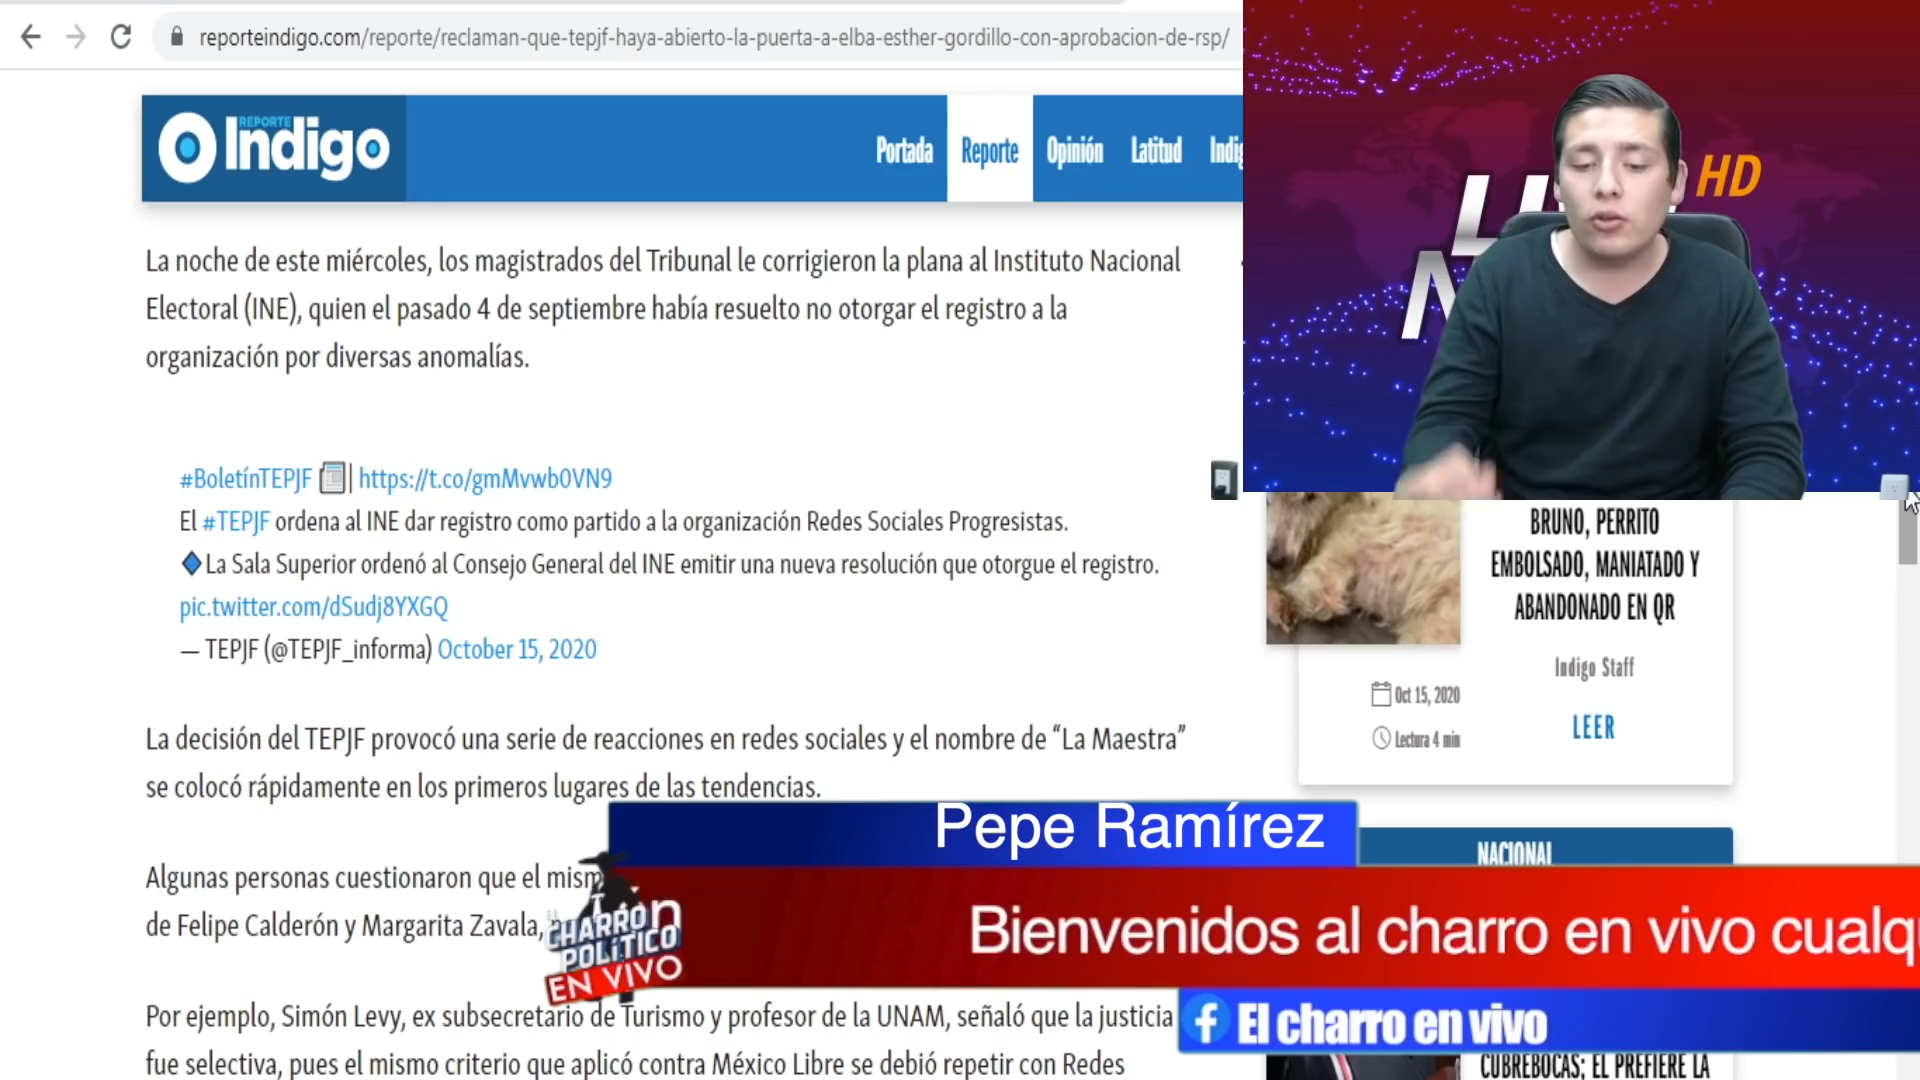 reporteindigo.com/reporte/reclaman-que-tepjf-haya-abierto-la-puerta-a-elba-esther-gordillo-con-aprobacion-de-rsp/
REPORTE
Indigo
Portada Reporte Opinión Latitud
HD
La noche de este miércoles, los magistrados del Tribunal le corrigieron la plana al Instituto Nacional
Electoral (INE), quien el pasado 4 de septiembre había resuelto no otorgar el registro a la
organización por diversas anomalías.
#BoletínTEPJF | https://t.co/gmMvwb0VN9
El #TEPJF ordena al INE dar registro como partido a la organización Redes Sociales Progresistas.
La Sala Superior ordenó al Consejo General del INE emitir una nueva resolución que otorgue el registro.
pic.twitter.com/dSudj8YXGQ
— TEPJF (@TEPJF_informa) October 15, 2020
BRUNO, PERRITO
EMBOLSADO, MANIATADO Y
ABANDONADO EN QR
Indigo Staff
Oct 15, 2020
Lectura 4 min
LEER
La decisión del TEPJF provocó una serie de reacciones en redes sociales y el nombre de “La Maestra”
se colocó rápidamente en los primeros lugares de las tendencias.
Pepe Ramírez
NACIONAL
Algunas personas cuestionaron que el mism
de Felipe Calderón y Margarita Zavala,
EL CHARRO
POLÍTICO
EN VIVO
Bienvenidos al charro en vivo cualq
El charro en vivo
Por ejemplo, Simón Levy, ex subsecretario de Turismo y profesor de la UNAM, señaló que la justicia
fue selectiva, pues el mismo criterio que aplicó contra México Libre se debió repetir con Redes
CUBREBOCAS; ÉL PREFIERE LA